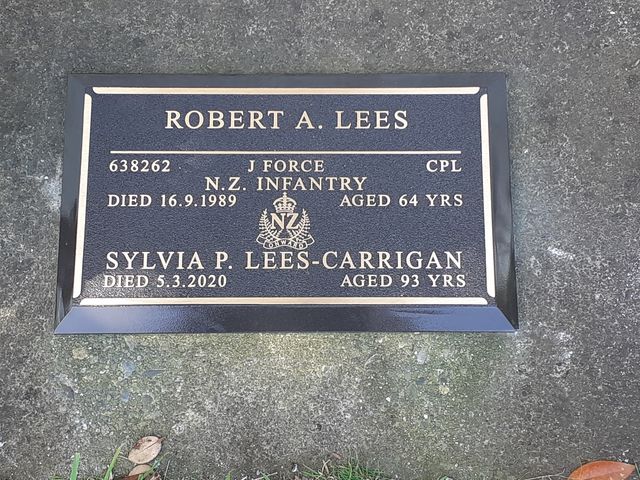 ROBERT A. LEES
638262 J FORCE CPL
N.Z. INFANTRY
DIED 16.9.1989 AGED 64 YRS
NZ
ONWARD
SYLVIA P. LEES-CARRIGAN
DIED 5.3.2020 AGED 93 YRS